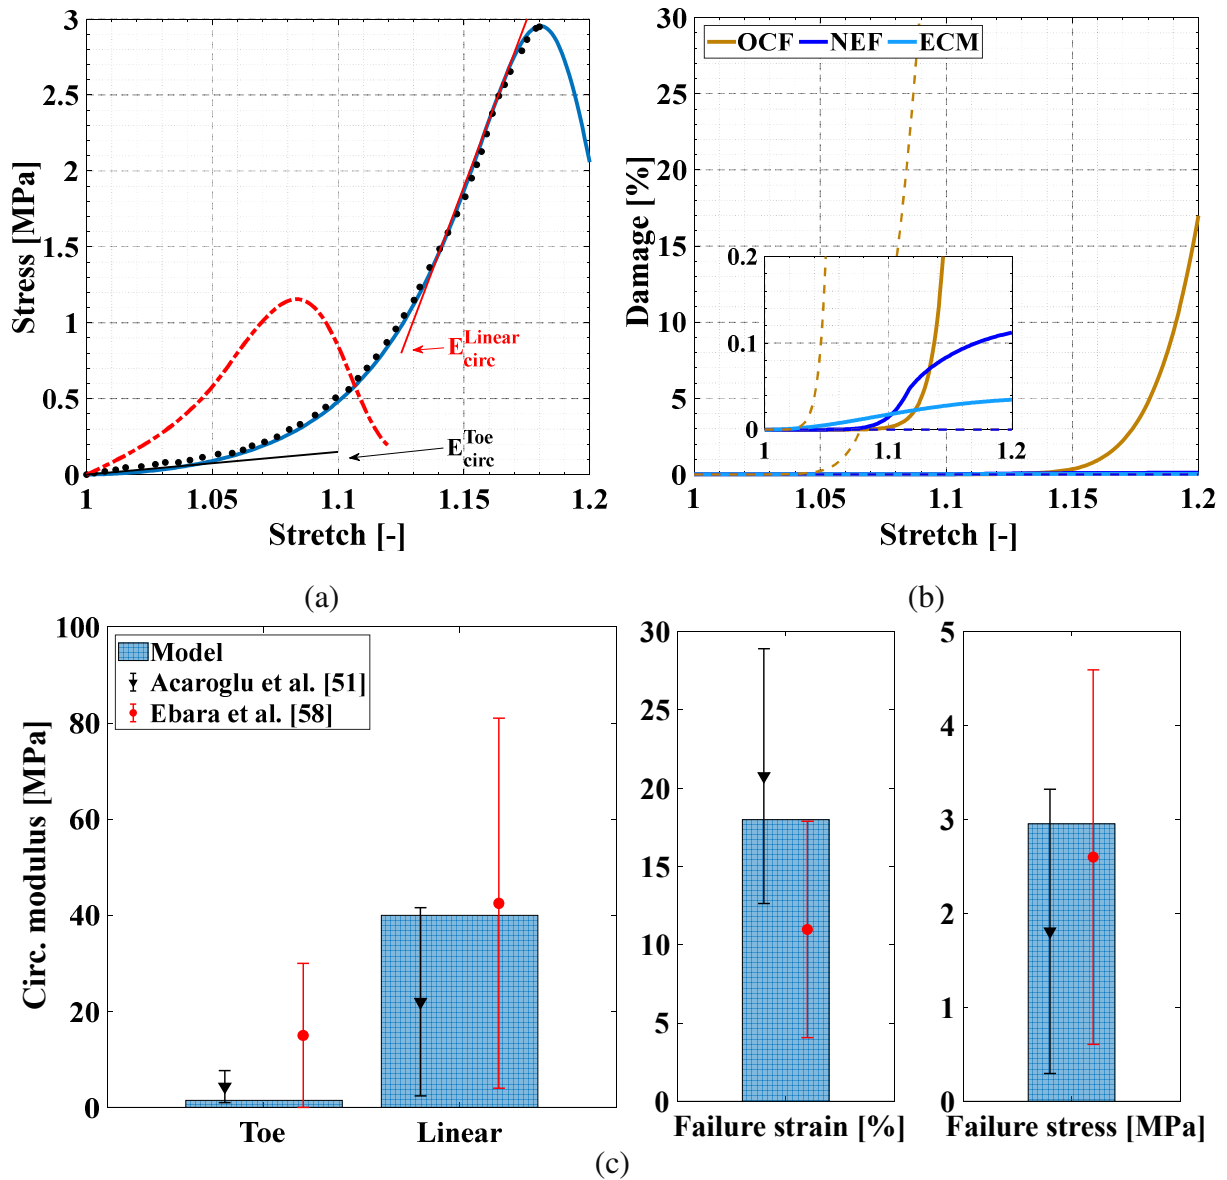 3
2.5
2
1.5
1
0.5
0
Stress [MPa]
1
1.05
1.1
1.15
1.2
Stretch [-]
E Linear circ
E Toe circ
(a)
30
25
20
15
10
5
0
Damage [%]
OCF NEF ECM
0.2
0.1
0
1
1.1
1.2
1
1.05
1.1
1.15
1.2
Stretch [-]
(b)
100
80
60
40
20
0
Circ. modulus [MPa]
Model
Acaroglu et al. [51]
Ebara et al. [58]
Toe
Linear
30
25
20
15
10
5
0
Failure strain [%]
5
4
3
2
1
0
Failure stress [MPa]
(c)